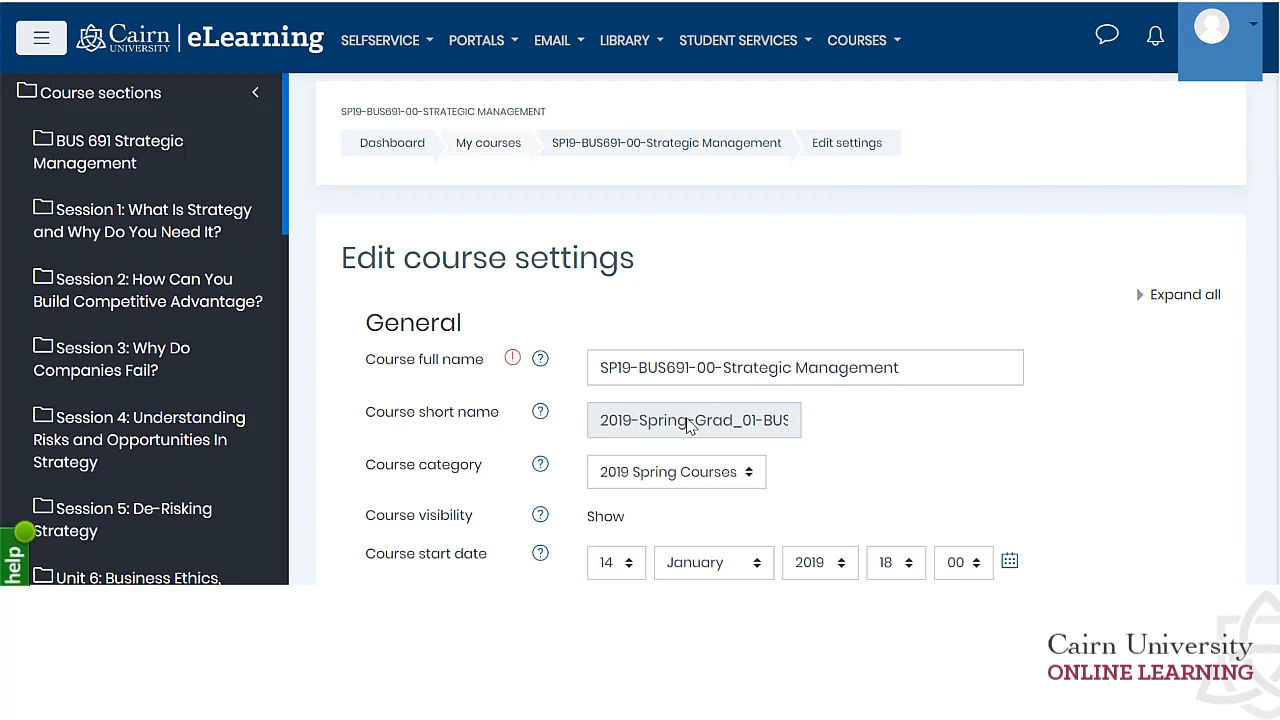 Cairn UNIVERSITY | eLearning SELFSERVICE PORTALS EMAIL LIBRARY STUDENT SERVICES COURSES
Course sections
BUS 691 Strategic
Management
Session 1: What Is Strategy
and Why Do You Need It?
Session 2: How Can You
Build Competitive Advantage?
Session 3: Why Do
Companies Fail?
Session 4: Understanding
Risks and Opportunities In
Strategy
Session 5: De-Risking
Strategy
Unit 6: Business Ethics,
help
SP19-BUS691-00-STRATEGIC MANAGEMENT
Dashboard My courses SP19-BUS691-00-Strategic Management Edit settings
Edit course settings
Expand all
General
Course full name ! ? SP19-BUS691-00-Strategic Management
Course short name ? 2019-Spring-Grad_01-BUS
Course category ? 2019 Spring Courses
Course visibility ? Show
Course start date ? 14 January 2019 18 00
Cairn University
ONLINE LEARNING